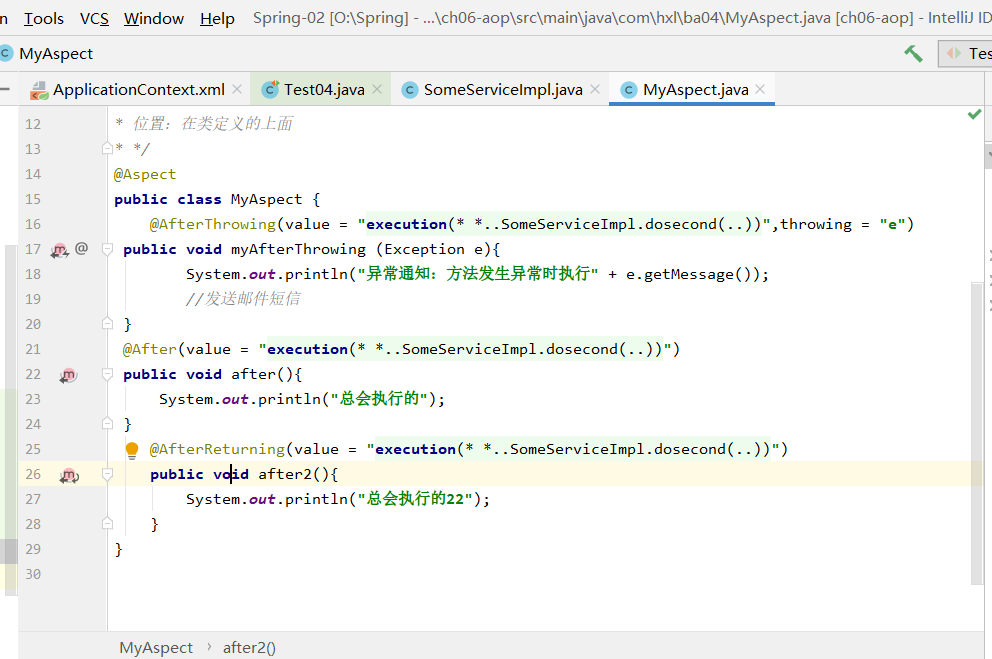 n Tools VCS Window Help Spring-02 [O:\Spring] - ...\ch06-aop\src\main\java\com\hxl\ba04\MyAspect.java [ch06-aop] - IntelliJ ID
C MyAspect Tes
ApplicationContext.xml × C Test04.java × C SomeServiceImpl.java × C MyAspect.java ×
12 * 位置：在类定义的上面
13 * */
14 @Aspect
15 public class MyAspect {
16 @AfterThrowing(value = "execution(* *..SomeServiceImpl.dosecond(..))",throwing = "e")
17 m @ public void myAfterThrowing (Exception e){
18 System.out.println("异常通知：方法发生异常时执行" + e.getMessage());
19 //发送邮件短信
20 }
21 @After(value = "execution(* *..SomeServiceImpl.dosecond(..))")
22 m public void after(){
23 System.out.println("总会执行的");
24 }
25 @AfterReturning(value = "execution(* *..SomeServiceImpl.dosecond(..))")
26 m public void after2(){
27 System.out.println("总会执行的22");
28 }
29 }
30
MyAspect › after2()